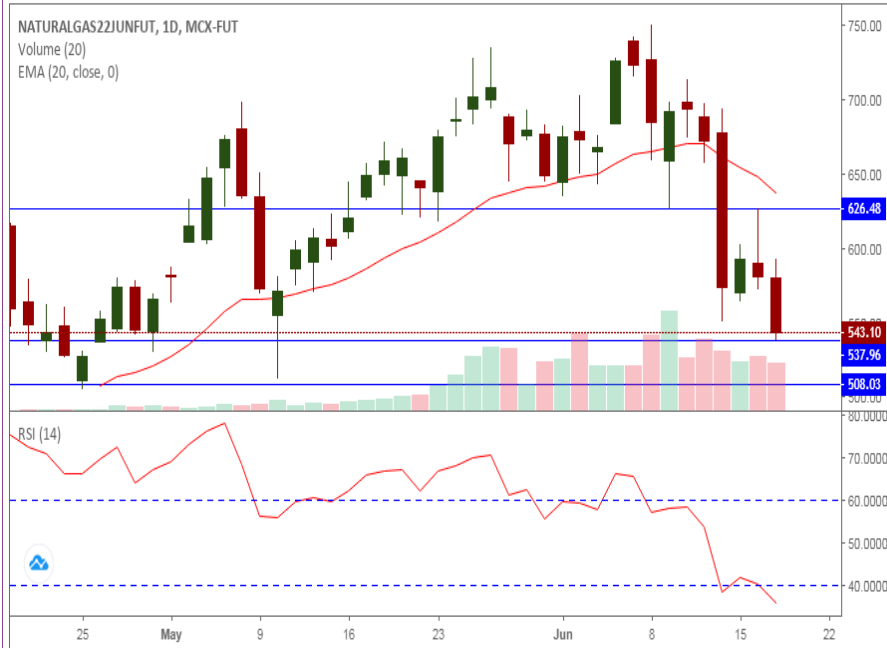 NATURALGAS22JUNFUT, 1D, MCX-FUT
Volume (20)
EMA (20, close, 0)
750.00
700.00
650.00
626.48
600.00
543.10
537.96
508.03
RSI (14)
80.0000
70.0000
60.0000
50.0000
40.0000
25 May 9 16 23 Jun 8 15 22